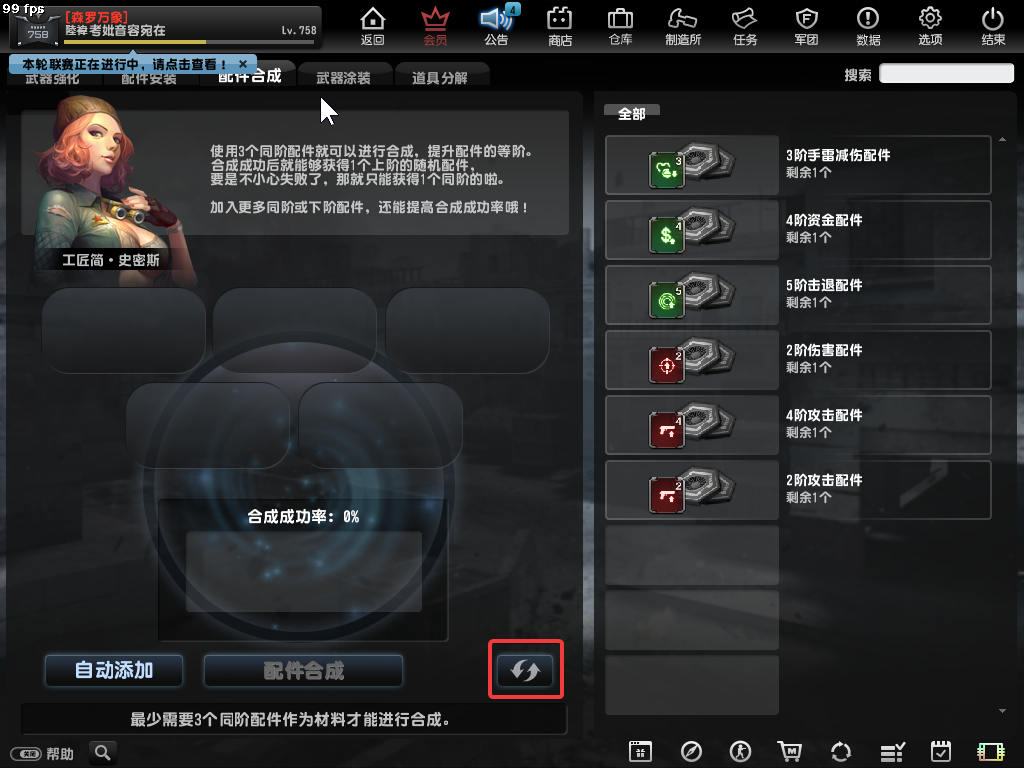 99 fps
[森罗万象]
758
Lv. 758
返回
会员
4
公告
商店
仓库
制造所
任务
军团
数据
选项
结束
本轮联赛正在进行中，请点击查看！ ×
武器强化
配件安装
配件合成
武器涂装
道具分解
搜索
使用3个同阶配件就可以进行合成，提升配件的等阶。
合成成功后就能够获得1个上阶的随机配件，
要是不小心失败了，那就只能获得1个同阶的啦。
加入更多同阶或下阶配件，还能提高合成成功率哦！
工匠简·史密斯
合成成功率: 0%
自动添加
配件合成
最少需要3个同阶配件作为材料才能进行合成。
帮助
全部
3
3阶手雷减伤配件
剩余1个
4
4阶资金配件
剩余1个
5
5阶击退配件
剩余1个
2
2阶伤害配件
剩余1个
4
4阶攻击配件
剩余1个
2
2阶攻击配件
剩余1个